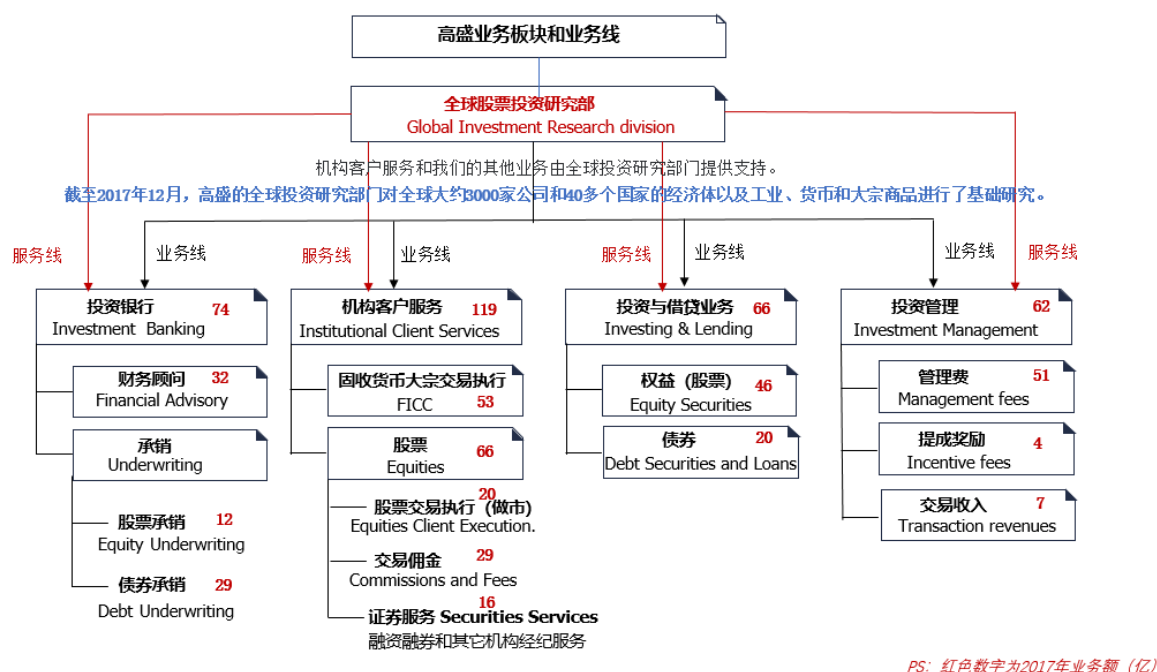 高盛业务板块和业务线
全球股票投资研究部
Global Investment Research division
机构客户服务和我们的其他业务由全球投资研究部门提供支持。
截至2017年12月，高盛的全球投资研究部门对全球大约3000家公司和40多个国家的经济体以及工业、货币和大宗商品进行了基础研究。
服务线
业务线
服务线
业务线
服务线
业务线
业务线
服务线
投资银行 74
Investment Banking
财务顾问 32
Financial Advisory
承销
Underwriting
股票承销 12
Equity Underwriting
债券承销 29
Debt Underwriting
机构客户服务 119
Institutional Client Services
固收货币大宗交易执行
FICC 53
股票
Equities 66
20
股票交易执行（做市）
Equities Client Execution.
交易佣金 29
Commissions and Fees
16
证券服务 Securities Services
融资融券和其它机构经纪服务
投资与借贷业务 66
Investing & Lending
权益（股票） 46
Equity Securities
债券 20
Debt Securities and Loans
投资管理 62
Investment Management
管理费 51
Management fees
提成奖励 4
Incentive fees
交易收入 7
Transaction revenues
PS：红色数字为2017年业务额（亿）